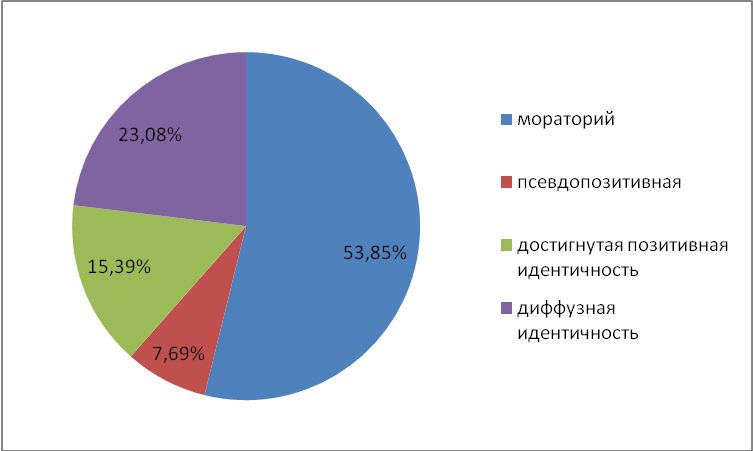 23,08%
53,85%
15,39%
7,69%
мораторий
псевдопозитивная
достигнутая позитивная
идентичность
диффузная
идентичность